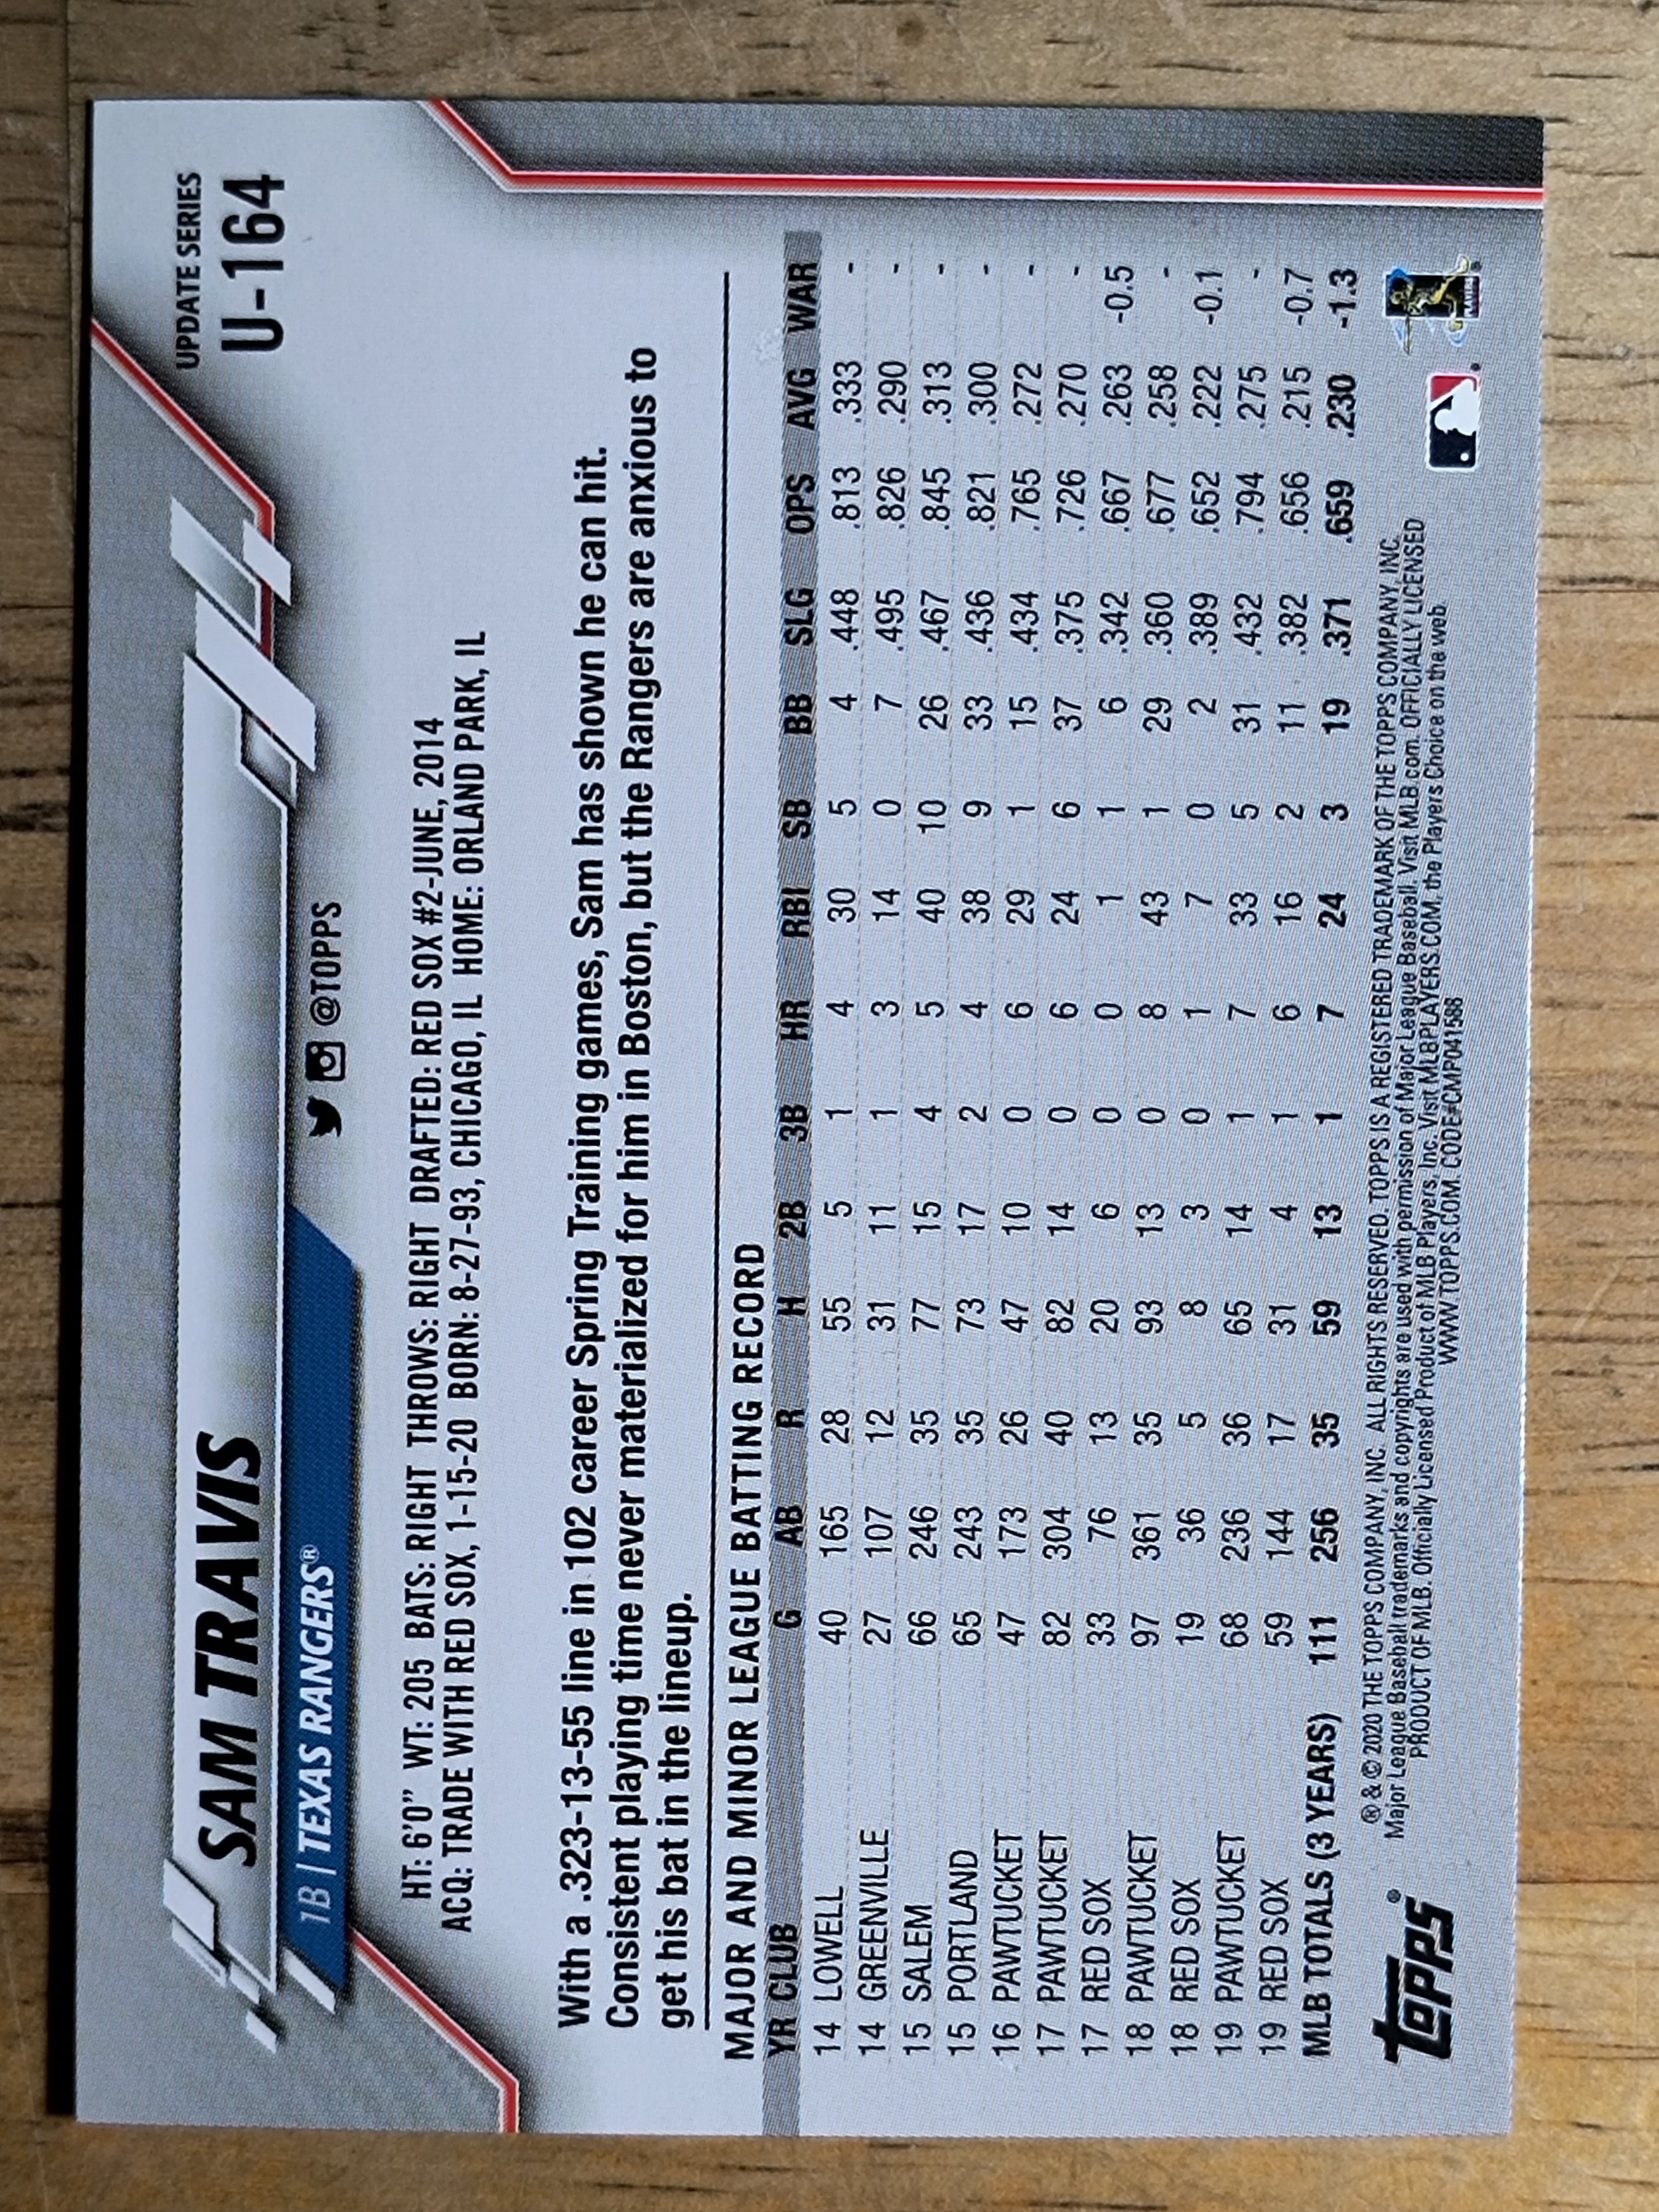 UPDATE SERIES
U-164
SAM TRAVIS
1B | TEXAS RANGERS®
@TOPPS
HT: 6'0" WT: 205 BATS: RIGHT THROWS: RIGHT DRAFTED: RED SOX #2-JUNE, 2014
ACQ: TRADE WITH RED SOX, 1-15-20 BORN: 8-27-93, CHICAGO, IL HOME: ORLAND PARK, IL
With a .323-13-55 line in 102 career Spring Training games, Sam has shown he can hit.
Consistent playing time never materialized for him in Boston, but the Rangers are anxious to
get his bat in the lineup.
MAJOR AND MINOR LEAGUE BATTING RECORD
YR CLUB G AB R H 2B 3B HR RBI SB BB SLG OPS AVG WAR
14 LOWELL 40 165 28 55 5 1 4 30 5 4 .448 .813 .333 -
14 GREENVILLE 27 107 12 31 11 1 3 14 0 7 .495 .826 .290 -
15 SALEM 66 246 35 77 15 4 5 40 10 26 .467 .845 .313 -
15 PORTLAND 65 243 35 73 17 2 4 38 9 33 .436 .821 .300 -
16 PAWTUCKET 47 173 26 47 10 0 6 29 1 15 .434 .765 .272 -
17 PAWTUCKET 82 304 40 82 14 0 6 24 6 37 .375 .726 .270 -
17 RED SOX 33 76 13 20 6 0 0 1 1 6 .342 .667 .263 -0.5
18 PAWTUCKET 97 361 35 93 13 0 8 43 1 29 .360 .677 .258 -
18 RED SOX 19 36 5 8 3 0 1 7 0 2 .389 .652 .222 -0.1
19 PAWTUCKET 68 236 36 65 14 1 7 33 5 31 .432 .794 .275 -
19 RED SOX 59 144 17 31 4 1 6 16 2 11 .382 .656 .215 -0.7
MLB TOTALS (3 YEARS) 111 256 35 59 13 1 7 24 3 19 .371 .659 .230 -1.3
® & © 2020 THE TOPPS COMPANY, INC. ALL RIGHTS RESERVED. TOPPS IS A REGISTERED TRADEMARK OF THE TOPPS COMPANY, INC.
Major League Baseball trademarks and copyrights are used with permission of Major League Baseball. Visit MLB.com. OFFICIALLY LICENSED
PRODUCT OF MLB. Officially Licensed Product of MLB Players, Inc. Visit MLBPLAYERS.COM, the Players Choice on the web.
WWW.TOPPS.COM. CODE#CMP041588
TOPPS®